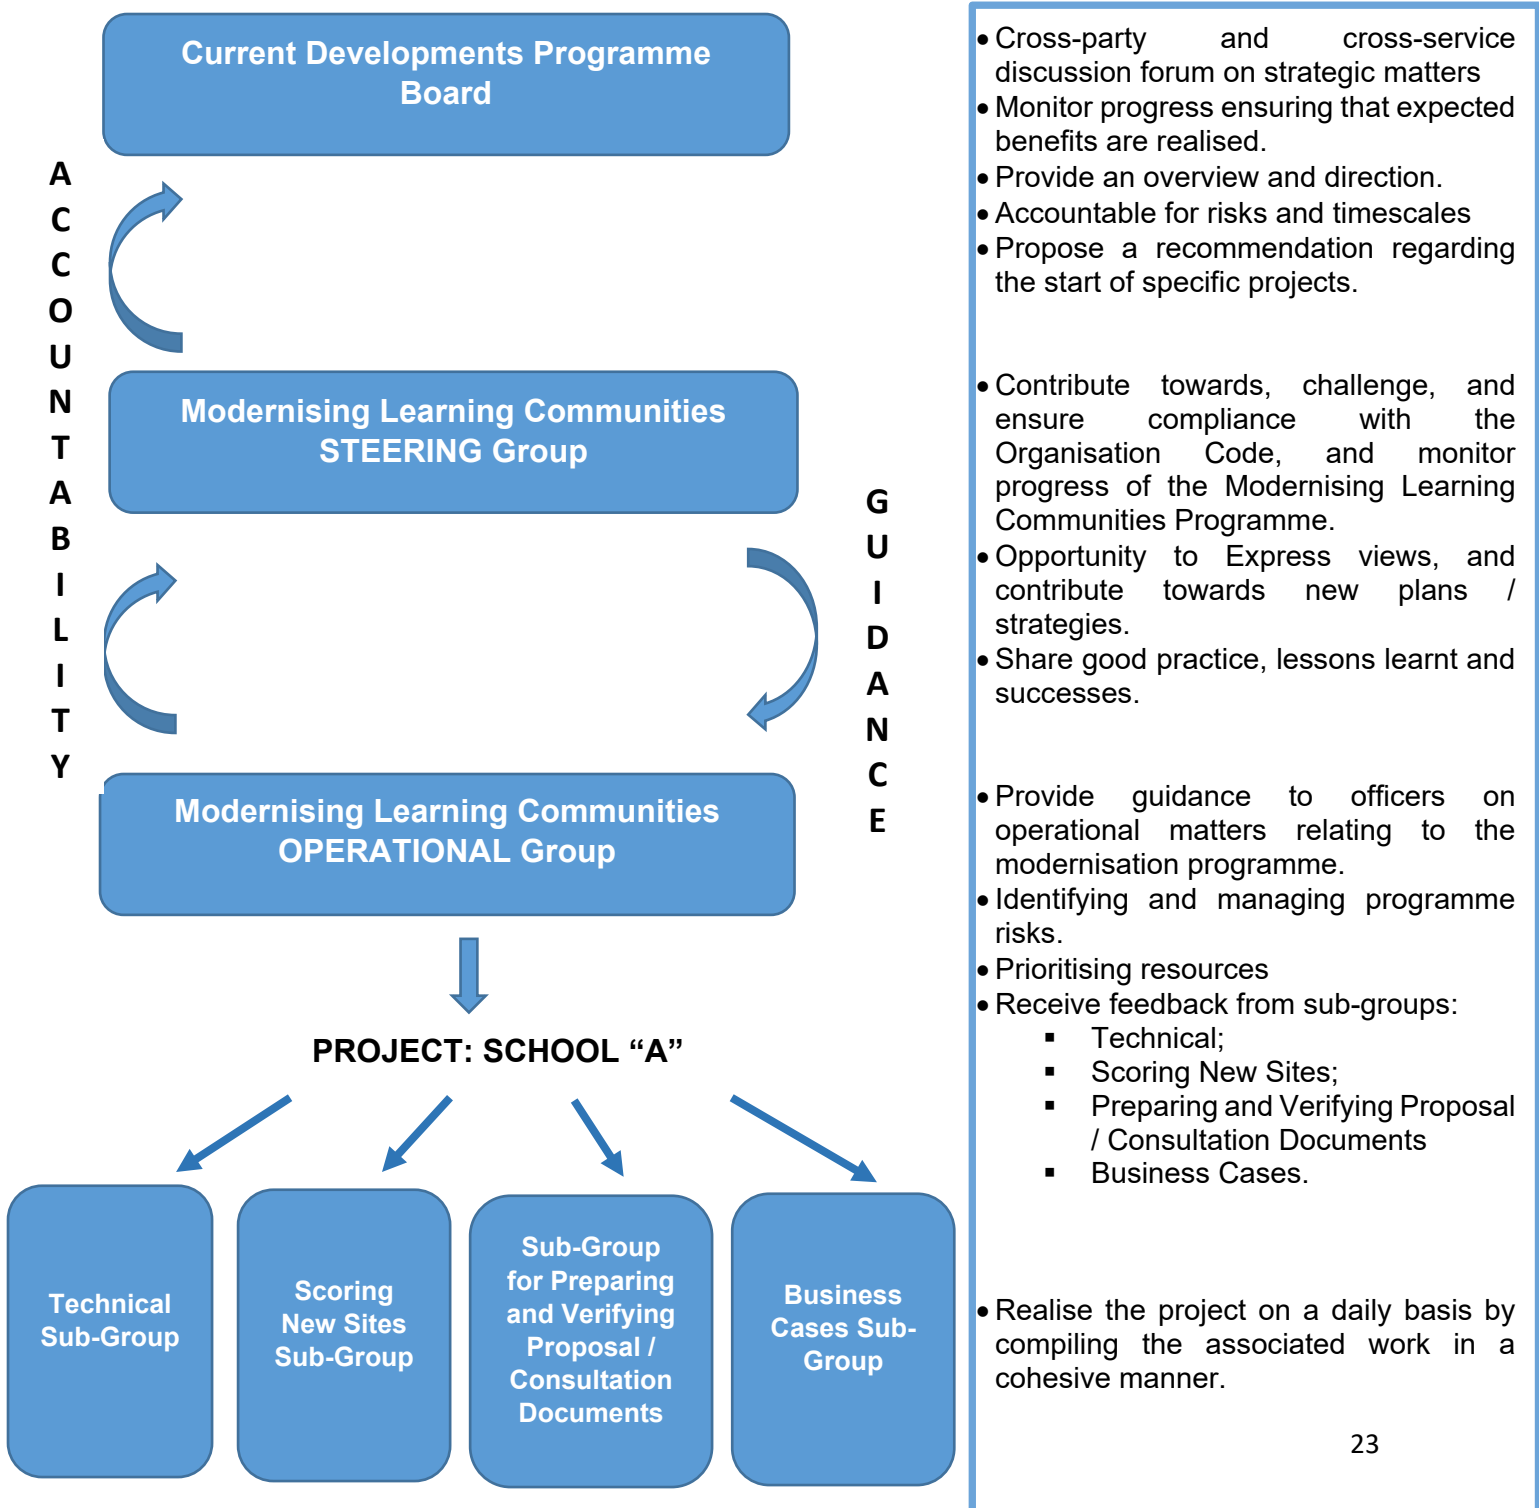 Current Developments Programme
Board
ACCOUNTABILITY
Modernising Learning Communities
STEERING Group
GUIDANCE
Modernising Learning Communities
OPERATIONAL Group
PROJECT: SCHOOL “A”
Technical
Sub-Group
Scoring
New Sites
Sub-Group
Sub-Group
for Preparing
and Verifying
Proposal /
Consultation
Documents
Business
Cases Sub-
Group
• Cross-party and cross-service
discussion forum on strategic matters
• Monitor progress ensuring that expected
benefits are realised.
• Provide an overview and direction.
• Accountable for risks and timescales
• Propose a recommendation regarding
the start of specific projects.
• Contribute towards, challenge, and
ensure compliance with the
Organisation Code, and monitor
progress of the Modernising Learning
Communities Programme.
• Opportunity to Express views, and
contribute towards new plans /
strategies.
• Share good practice, lessons learnt and
successes.
• Provide guidance to officers on
operational matters relating to the
modernisation programme.
• Identifying and managing programme
risks.
• Prioritising resources
• Receive feedback from sub-groups:
▪ Technical;
▪ Scoring New Sites;
▪ Preparing and Verifying Proposal
/ Consultation Documents
▪ Business Cases.
• Realise the project on a daily basis by
compiling the associated work in a
cohesive manner.
23